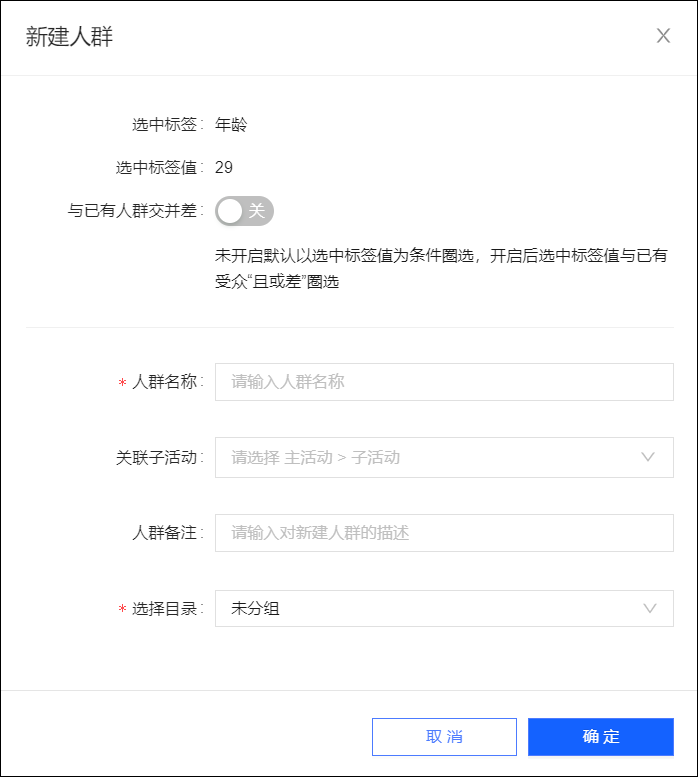 新建人群
选中标签： 年龄
选中标签值： 29
与已有人群交并差： 关
未开启默认以选中标签值为条件圈选，开启后选中标签值与已有
受众“且或差”圈选
* 人群名称： 请输入人群名称
关联子活动： 请选择 主活动 > 子活动
人群备注： 请输入对新建人群的描述
* 选择目录： 未分组
取消 确定